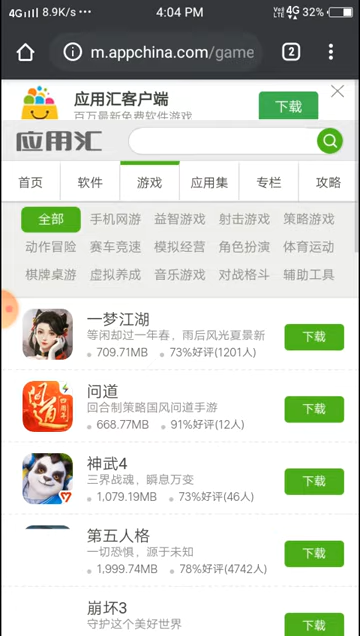 4G 8.9K/s ··· 4:04 PM VoLTE 4G 32%
m.appchina.com/game 2
应用汇客户端
百万最新免费软件游戏
下载
应用汇
首页 软件 游戏 应用集 专栏 攻略
全部 手机网游 益智游戏 射击游戏 策略游戏
动作冒险 赛车竞速 模拟经营 角色扮演 体育运动
棋牌桌游 虚拟养成 音乐游戏 对战格斗 辅助工具
一梦江湖
等闲却过一年春，雨后风光夏景新
709.71MB 73%好评(1201人)
下载
问道
四周年
问道
回合制策略国风问道手游
668.77MB 91%好评(12人)
下载
神武4
三界战魂，瞬息万变
1,079.19MB 73%好评(46人)
下载
第五人格
一切恐惧，源于未知
1,999.74MB 78%好评(4742人)
下载
崩坏3
守护这个美好世界
下载